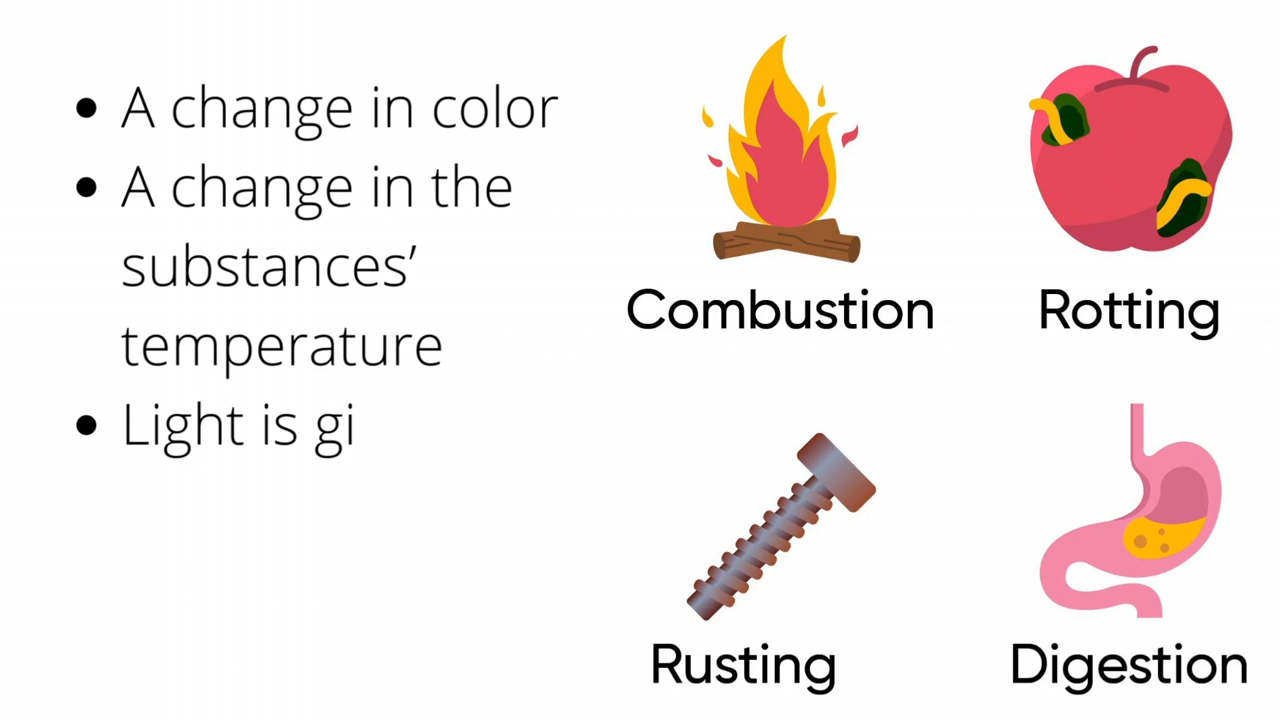 • A change in color
• A change in the
substances’
temperature
• Light is gi
Combustion
Rotting
Rusting
Digestion